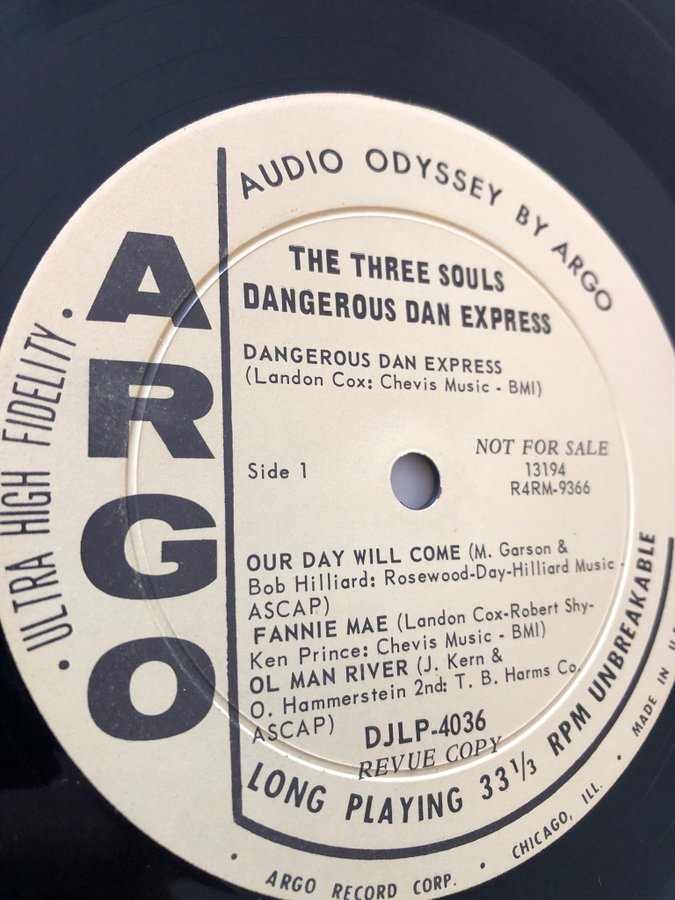 AUDIO ODYSSEY BY ARGO
ARGO
• ULTRA HIGH FIDELITY •
THE THREE SOULS
DANGEROUS DAN EXPRESS
DANGEROUS DAN EXPRESS
(Landon Cox: Chevis Music - BMI)
Side 1
NOT FOR SALE
13194
R4RM-9366
OUR DAY WILL COME (M. Garson &
Bob Hilliard: Rosewood-Day-Hilliard Music -
ASCAP)
FANNIE MAE (Landon Cox-Robert Shy-
Ken Prince: Chevis Music - BMI)
OL MAN RIVER (J. Kern &
O. Hammerstein 2nd: T. B. Harms Co.
ASCAP)
DJLP-4036
REVUE COPY
LONG PLAYING 33 1/3 RPM UNBREAKABLE
• ARGO RECORD CORP. • CHICAGO, ILL. • MADE IN